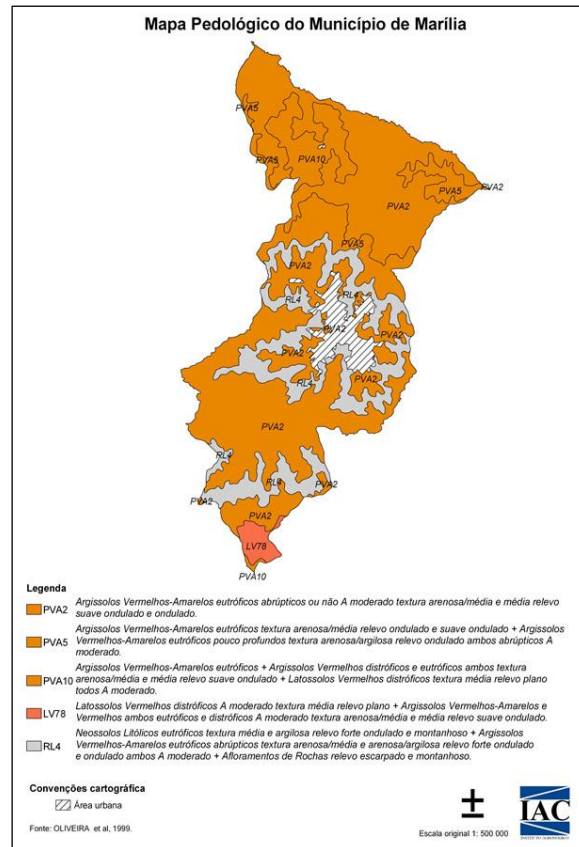 Mapa Pedológico do Município de Marília
PVA5
PVA5
PVA10
PVA5
PVA2
PVA2
PVA5
PVA2
RL4
RL4
PVA2
PVA2
PVA2
RL4
PVA2
PVA2
RL4
RL4
PVA2
PVA2
PVA2
LV78
PVA10
Legenda
PVA2 Argissolos Vermelhos-Amarelos eutróficos abrúpticos ou não A moderado textura arenosa/média e média relevo
suave ondulado e ondulado.
PVA5 Argissolos Vermelhos-Amarelos eutróficos textura arenosa/média relevo ondulado e suave ondulado + Argissolos
Vermelho-Amarelos eutróficos pouco profundos textura arenosa/argilosa relevo ondulado ambos abrúpticos A
moderado.
PVA10 Argissolos Vermelho-Amarelos eutróficos + Argissolos Vermelhos distróficos e eutróficos ambos textura
arenosa/média e média relevo suave ondulado + Latossolos Vermelhos distróficos textura média relevo plano
todos A moderado.
LV78 Latossolos Vermelhos distróficos A moderado textura média relevo plano + Argissolos Vermelho-Amarelos e
Vermelhos ambos eutróficos e distróficos A moderado textura arenosa/média e média relevo suave ondulado.
RL4 Neossolos Litólicos eutróficos textura média e argilosa relevo forte ondulado e montanhoso + Argissolos
Vermelho-Amarelos eutróficos abrúpticos textura arenosa/média e arenosa/argilosa relevo forte ondulado
e ondulado ambos A moderado + Afloramentos de Rochas relevo escarpado e montanhoso.
Convenções cartográfica
Área urbana
Fonte: OLIVEIRA et al, 1999.
Escala original 1: 500 000
IAC
INSTITUTO AGRONÔMICO